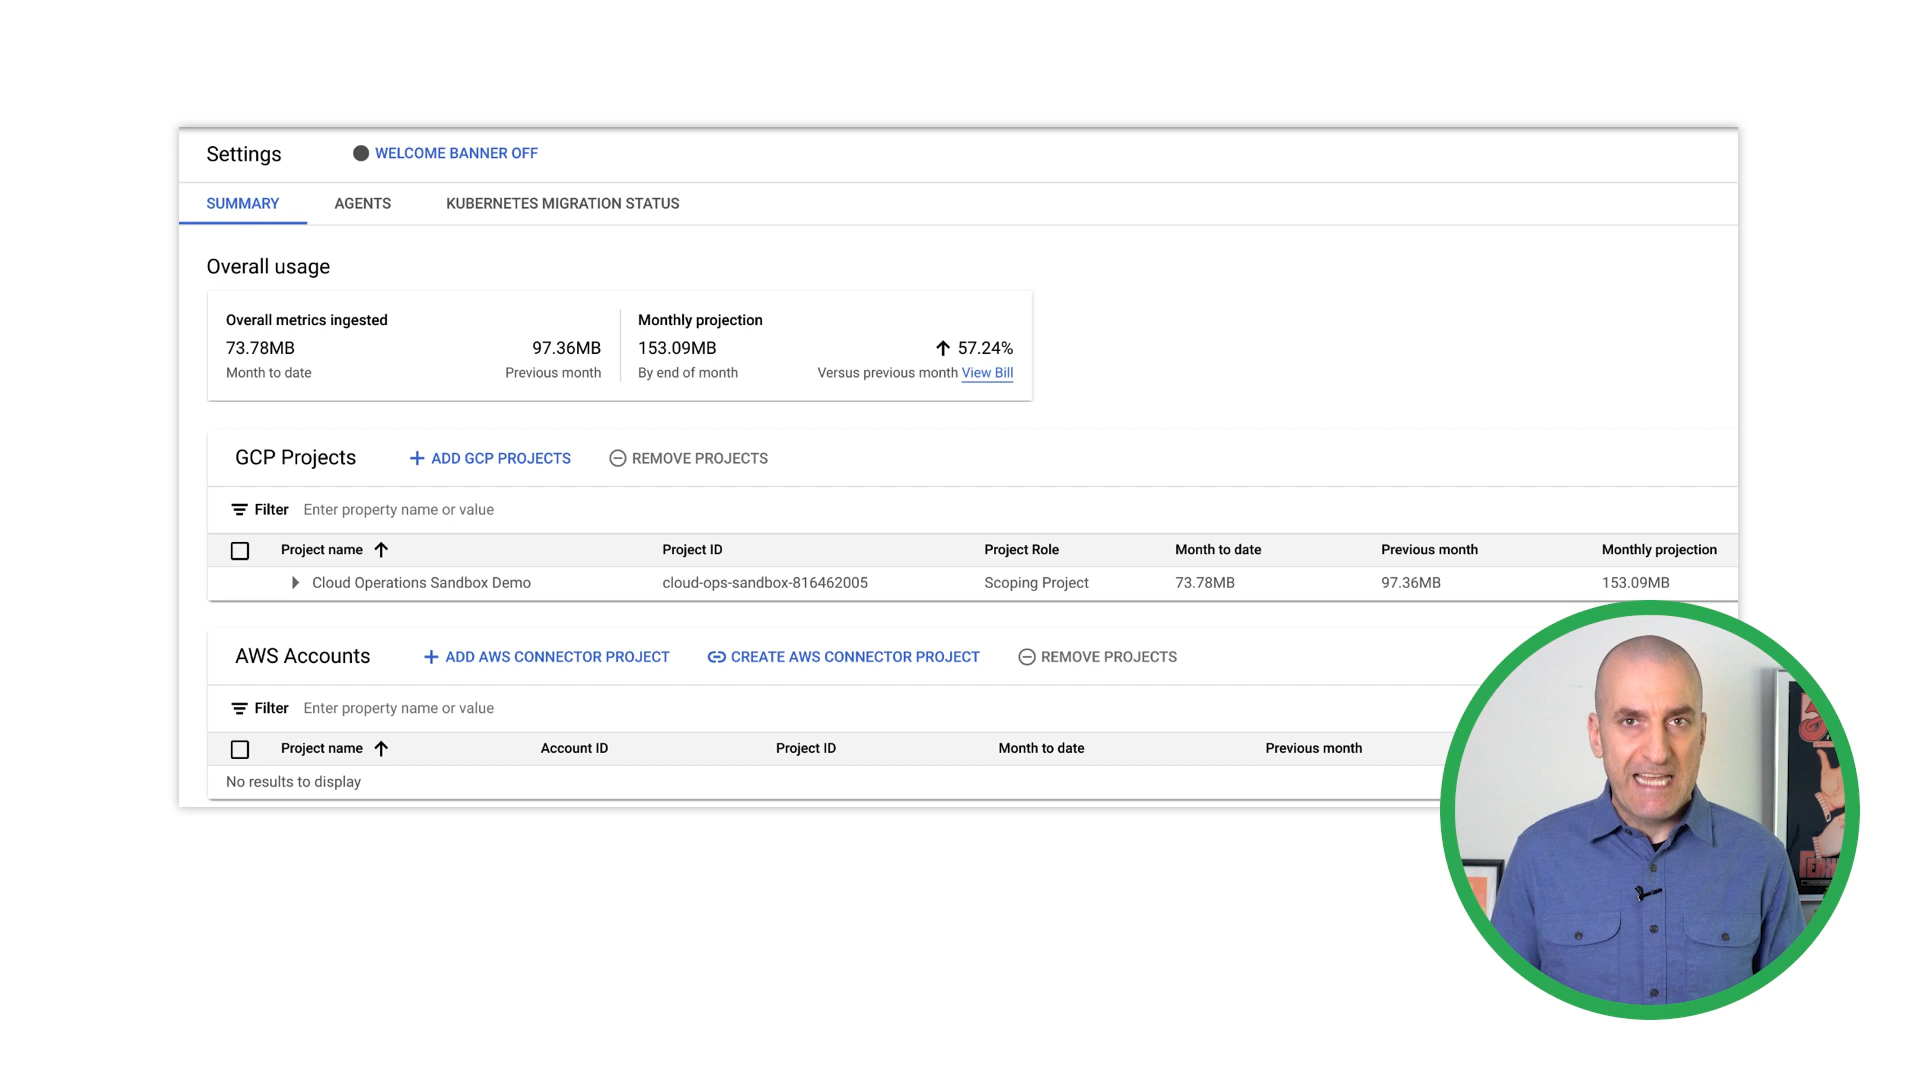 Settings
WELCOME BANNER OFF
SUMMARY
AGENTS
KUBERNETES MIGRATION STATUS
Overall usage
Overall metrics ingested
73.78MB
97.36MB
Month to date
Previous month
Monthly projection
153.09MB
57.24%
By end of month
Versus previous month View Bill
GCP Projects
ADD GCP PROJECTS
REMOVE PROJECTS
Filter Enter property name or value
Project name Project ID Project Role Month to date Previous month Monthly projection
Cloud Operations Sandbox Demo cloud-ops-sandbox-816462005 Scoping Project 73.78MB 97.36MB 153.09MB
AWS Accounts
ADD AWS CONNECTOR PROJECT
CREATE AWS CONNECTOR PROJECT
REMOVE PROJECTS
Filter Enter property name or value
Project name Account ID Project ID Month to date Previous month
No results to display